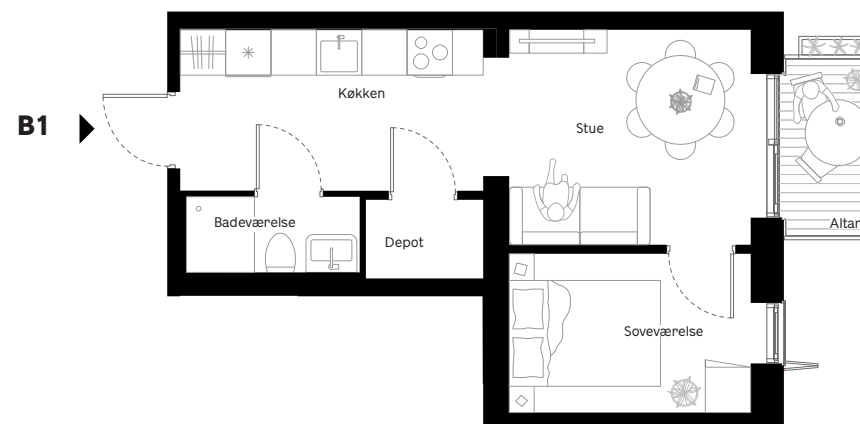 Køkken
B1
Stue
Badeværelse
Depot
Altan
Soveværelse